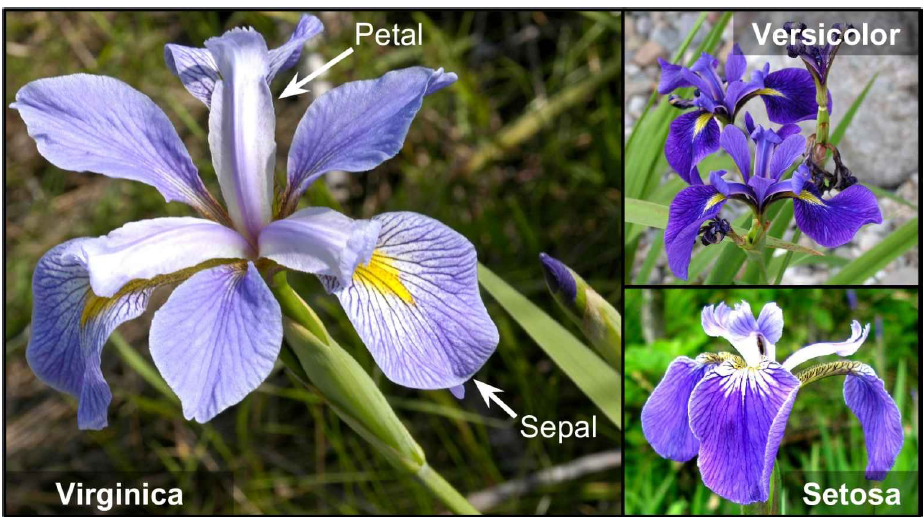 Petal
Versicolor
Sepal
Virginica
Setosa